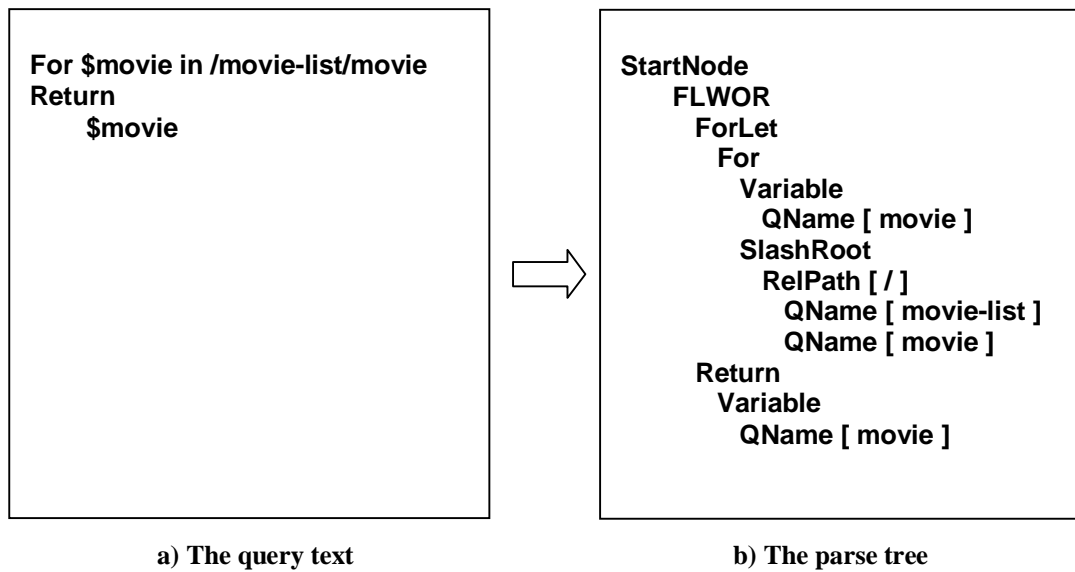 For $movie in /movie-list/movie
Return
$movie
StartNode
FLWOR
ForLet
For
Variable
QName [ movie ]
SlashRoot
RelPath [ / ]
QName [ movie-list ]
QName [ movie ]
Return
Variable
QName [ movie ]
a) The query text
b) The parse tree